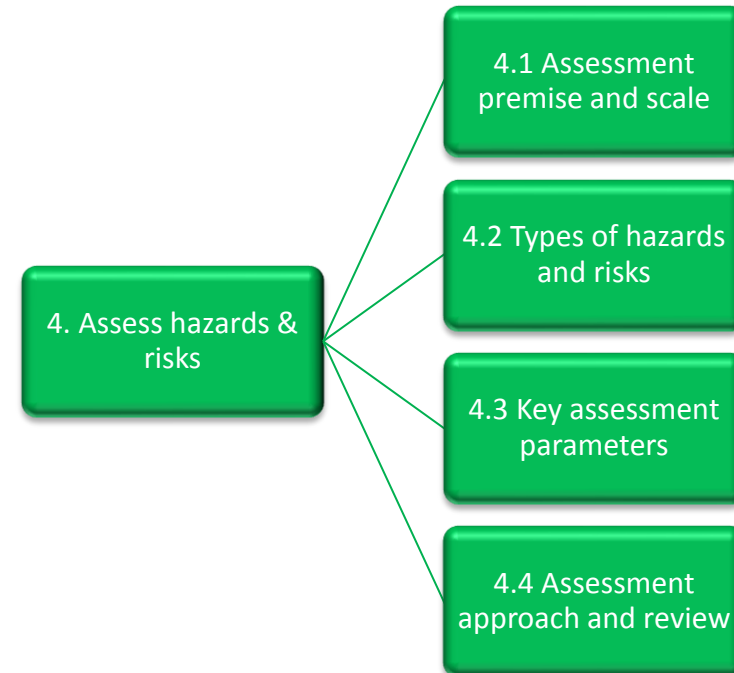 4.1 Assessment
premise and scale
4.2 Types of hazards
and risks
4. Assess hazards &
risks
4.3 Key assessment
parameters
4.4 Assessment
approach and review